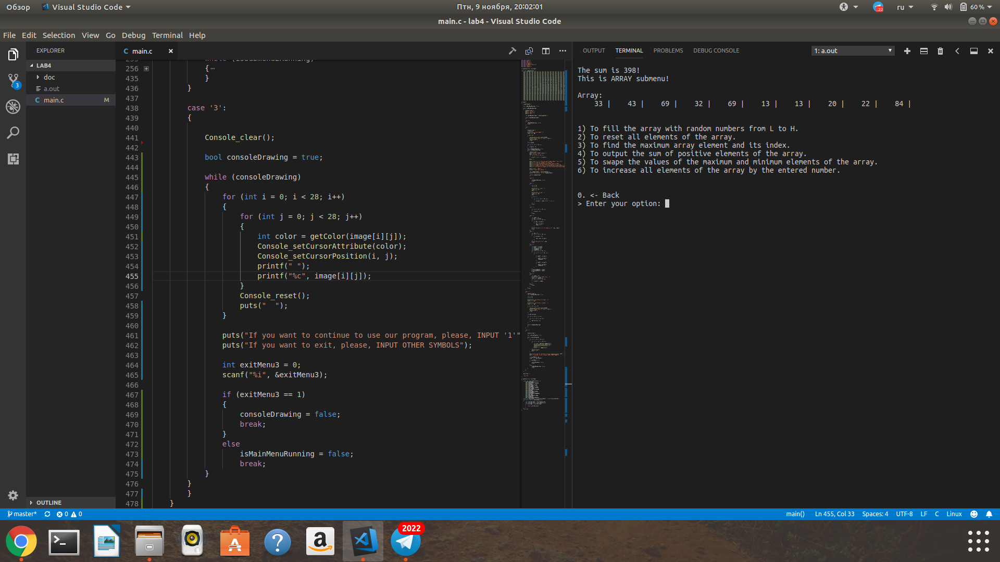 Обзор
Visual Studio Code
Птн, 9 ноября, 20:02:01
22
ru
60 %
main.c - lab4 - Visual Studio Code
File Edit Selection View Go Debug Terminal Help
EXPLORER
LAB4
doc
a.out
C main.c M
3
OUTLINE
C main.c ×
256 {
435 }
436 }
437
438 case '3':
439 {
440
441 Console_clear();
442
443 bool consoleDrawing = true;
444
445 while (consoleDrawing)
446 {
447 for (int i = 0; i < 28; i++)
448 {
449 for (int j = 0; j < 28; j++)
450 {
451 int color = getColor(image[i][j]);
452 Console_setCursorAttribute(color);
453 Console_setCursorPosition(i, j);
454 printf(" ");
455 printf("%c", image[i][j]);
456 }
457 Console_reset();
458 puts("  ");
459 }
460
461 puts("If you want to continue to use our program, please, INPUT '1'"
462 puts("If you want to exit, please, INPUT OTHER SYMBOLS");
463
464 int exitMenu3 = 0;
465 scanf("%i", &exitMenu3);
466
467 if (exitMenu3 == 1)
468 {
469 consoleDrawing = false;
470 break;
471 }
472 else
473 isMainMenuRunning = false;
474 break;
475 }
476 }
477 }
478 }
OUTPUT TERMINAL PROBLEMS DEBUG CONSOLE
1: a.out
The sum is 398!
This is ARRAY submenu!
Array:
33 | 43 | 69 | 32 | 69 | 13 | 13 | 20 | 22 | 84 |
1) To fill the array with random numbers from L to H.
2) To reset all elements of the array.
3) To find the maximum array element and its index.
4) To output the sum of positive elements of the array.
5) To swape the values of the maximum and minimum elements of the array.
6) To increase all elements of the array by the entered number.
0. <- Back
> Enter your option:
master* 0 0
main() Ln 455, Col 33 Spaces: 4 UTF-8 LF C Linux
2022